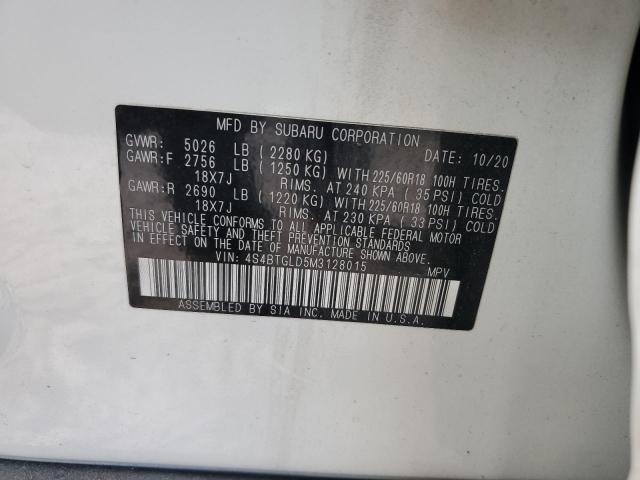 MFD BY SUBARU CORPORATION
GVWR: 5026 LB (2280 KG) DATE: 10/20
GAWR:F 2756 LB (1250 KG) WITH 225/60R18 100H TIRES.
18X7J RIMS. AT 240 KPA (35 PSI) COLD
GAWR:R 2690 LB (1220 KG) WITH 225/60R18 100H TIRES.
18X7J RIMS. AT 230 KPA (33 PSI) COLD
THIS VEHICLE CONFORMS TO ALL APPLICABLE FEDERAL MOTOR
VEHICLE SAFETY AND THEFT PREVENTION STANDARDS
IN EFFECT ON THE DATE OF MANUFACTURE SHOWN ABOVE.
VIN: 4S4BTGLD5M3128015 MPV
ASSEMBLED BY SIA INC. MADE IN U.S.A.